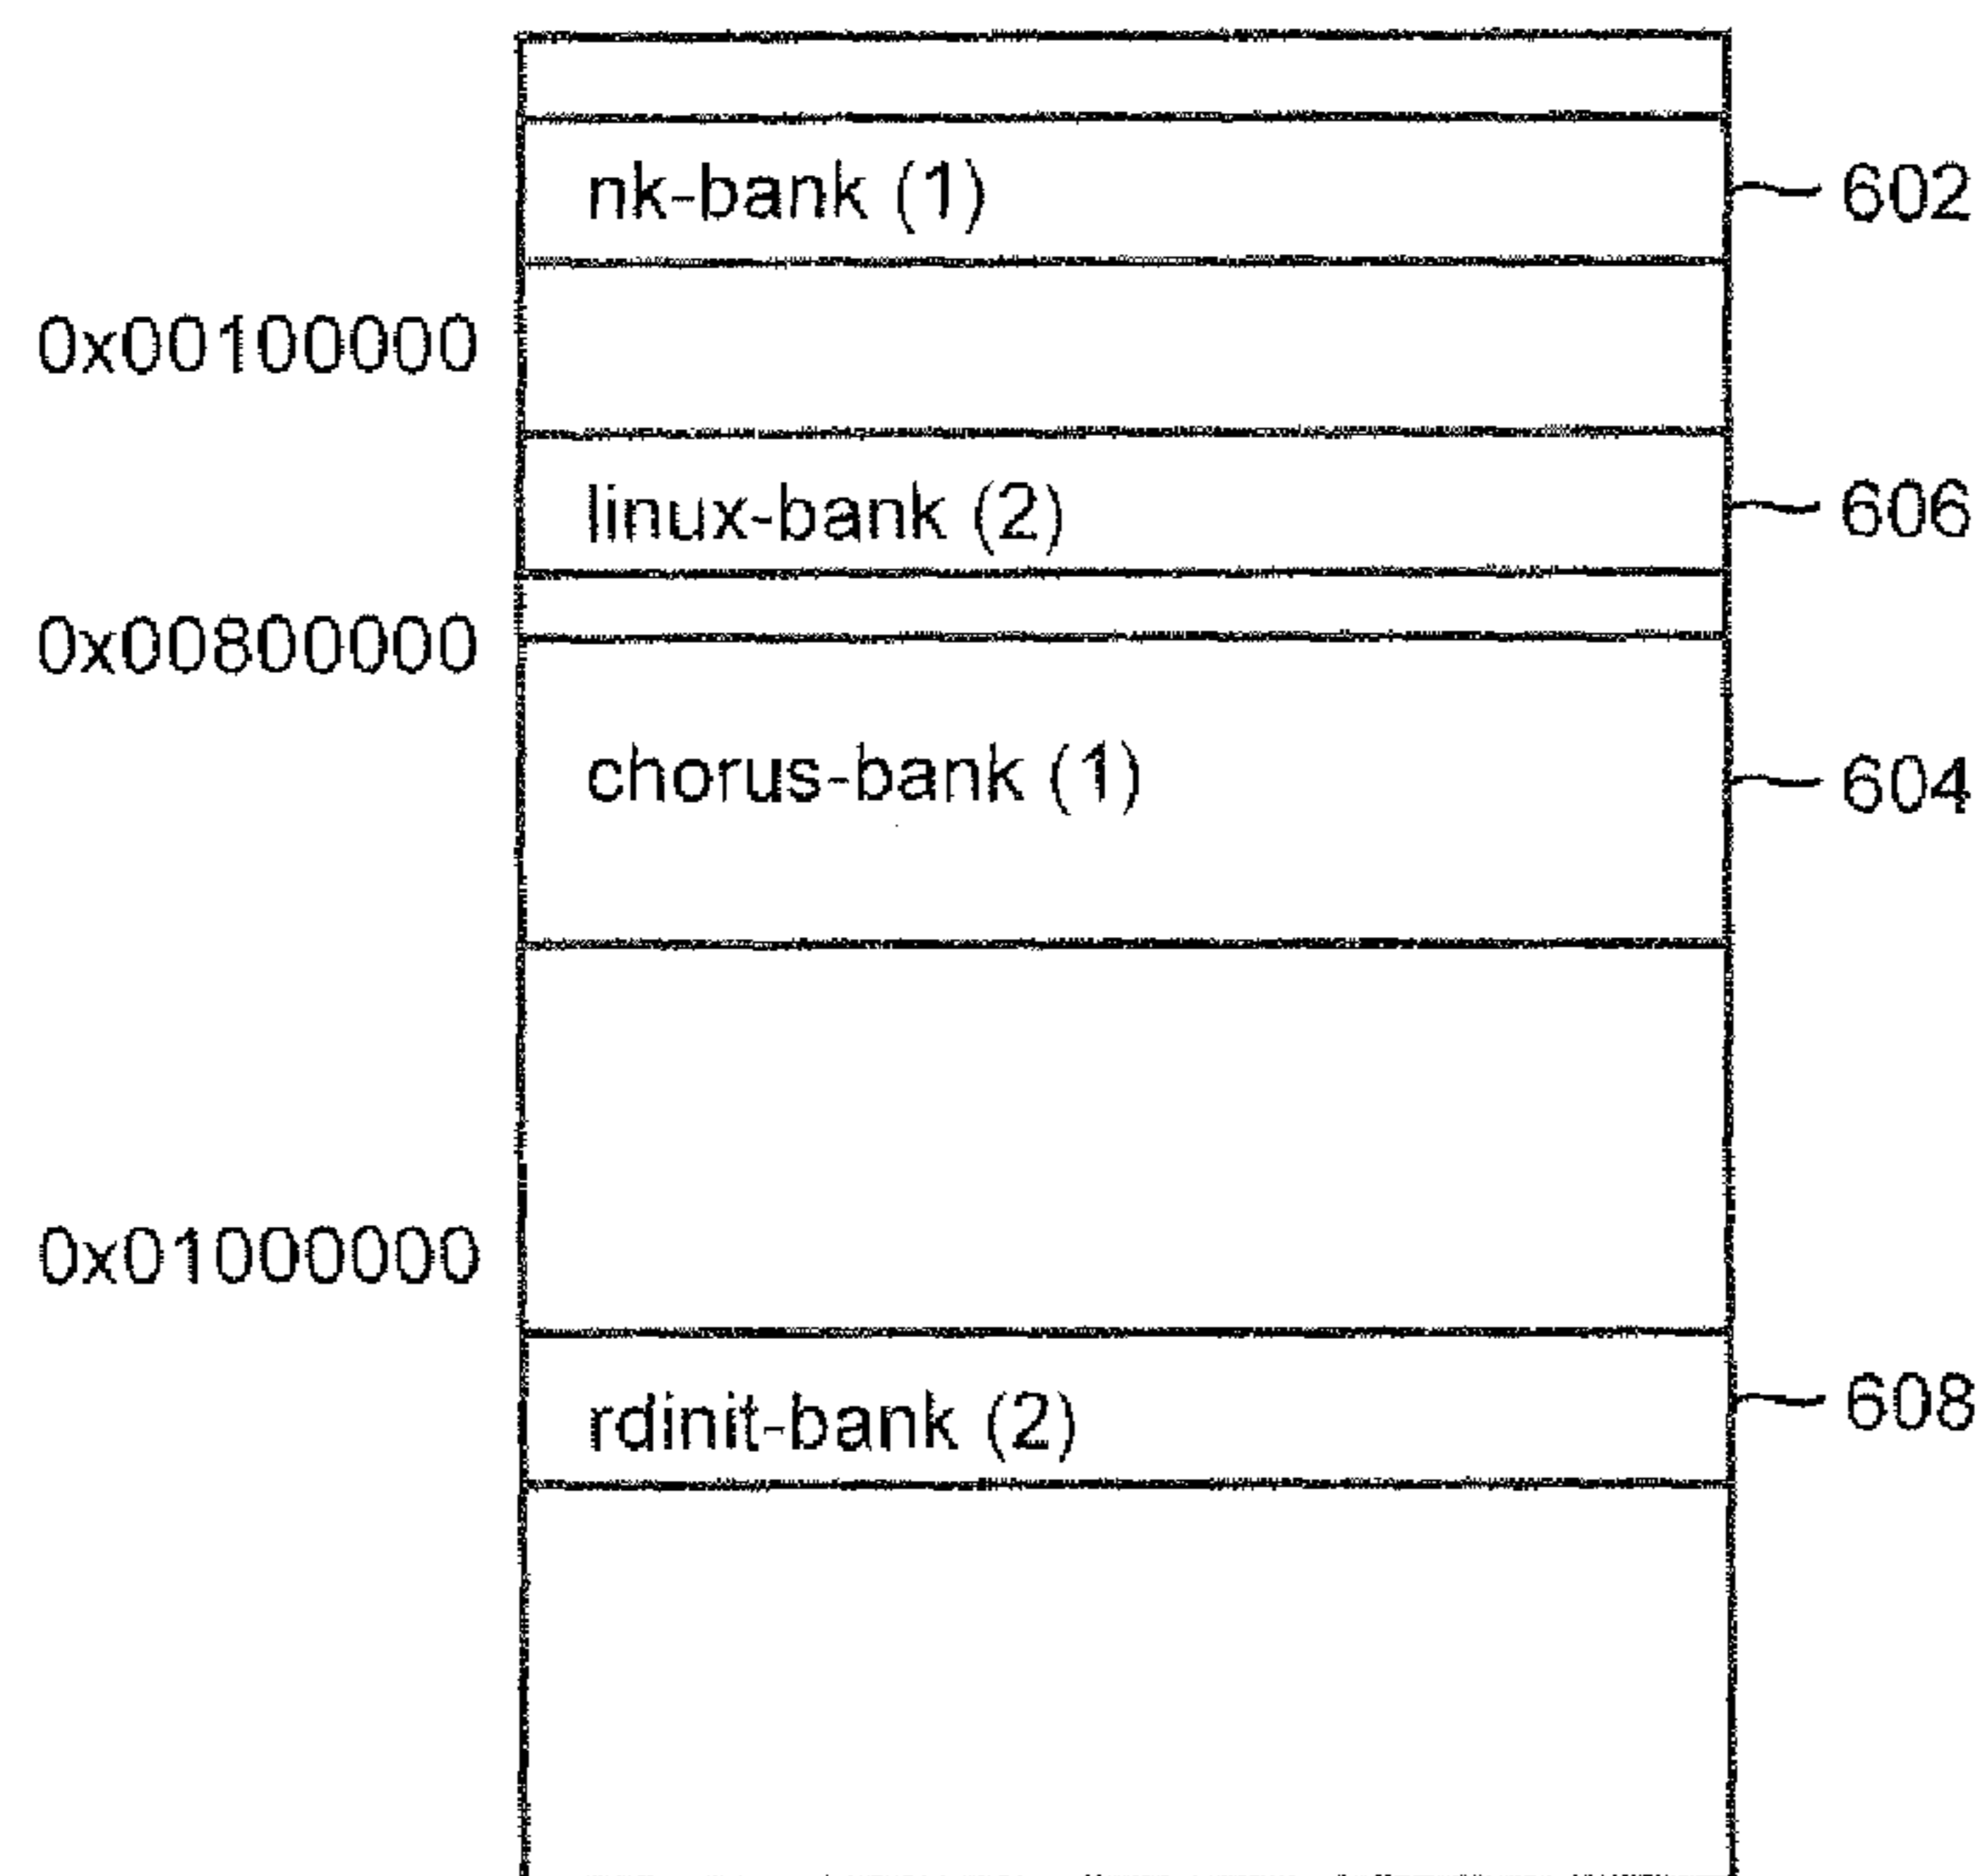 nk-bank (1) 602
0x00100000
linux-bank (2) 606
0x00800000
chorus-bank (1) 604
0x01000000
rdinit-bank (2) 608